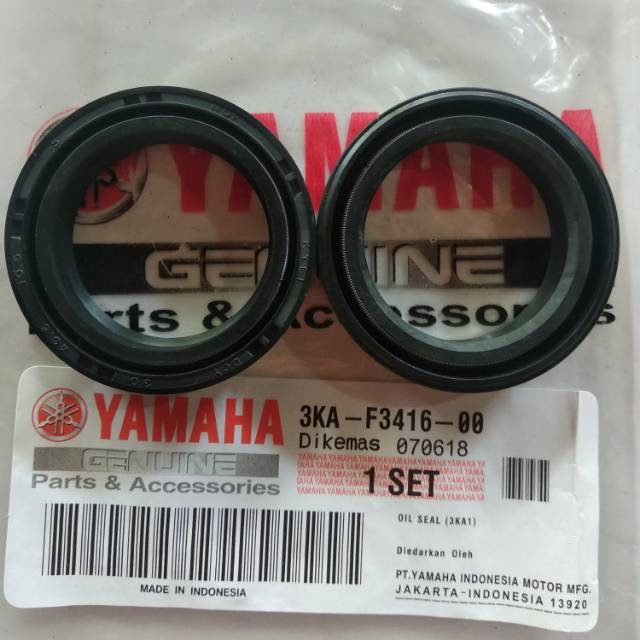 YAMAHA
GENUINE
Parts & Accessories
YAMAHA
GENUINE
Parts & Accessories
MADE IN INDONESIA
3KA-F3416-00
Dikemas 070618
1 SET
OIL SEAL (3KA1)
Diedarkan Oleh
PT.YAMAHA INDONESIA MOTOR MFG.
JAKARTA-INDONESIA 13920